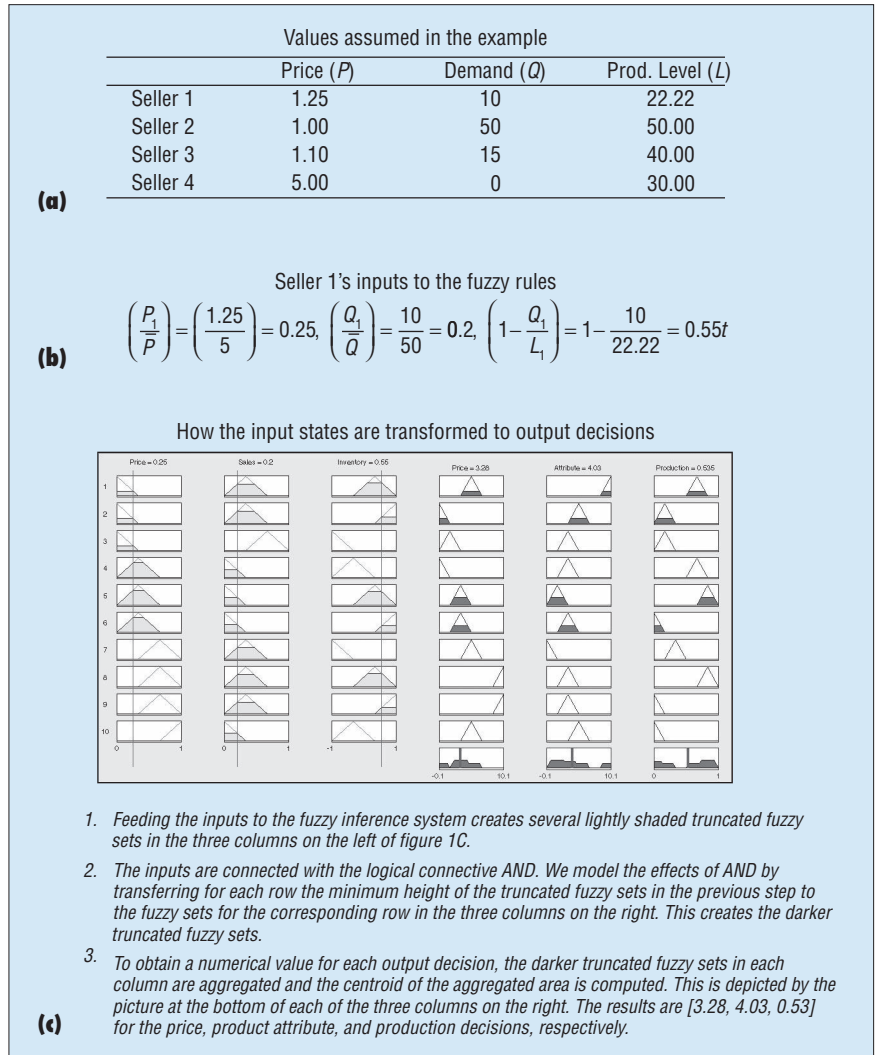 Values assumed in the example
Price (P) Demand (Q) Prod. Level (L)
Seller 1 1.25 10 22.22
Seller 2 1.00 50 50.00
Seller 3 1.10 15 40.00
Seller 4 5.00 0 30.00
(a)
Seller 1's inputs to the fuzzy rules
(P₁/P̅) = (1.25/5) = 0.25, (Q₁/Q̅) = 10/50 = 0.2, (1 − Q₁/L₁) = 1 − 10/22.22 = 0.55t
(b)
How the input states are transformed to output decisions
Price = 0.25 Sales = 0.2 Inventory = 0.55 Price = 3.28 Attribute = 4.03 Production = 0.535
1
2
3
4
5
6
7
8
9
10
0 1 0 1 -1 1
-0.1 10.1 -0.1 10.1 0 1
1. Feeding the inputs to the fuzzy inference system creates several lightly shaded truncated fuzzy
sets in the three columns on the left of figure 1C.
2. The inputs are connected with the logical connective AND. We model the effects of AND by
transferring for each row the minimum height of the truncated fuzzy sets in the previous step to
the fuzzy sets for the corresponding row in the three columns on the right. This creates the darker
truncated fuzzy sets.
3. To obtain a numerical value for each output decision, the darker truncated fuzzy sets in each
column are aggregated and the centroid of the aggregated area is computed. This is depicted by the
picture at the bottom of each of the three columns on the right. The results are [3.28, 4.03, 0.53]
for the price, product attribute, and production decisions, respectively.
(c)